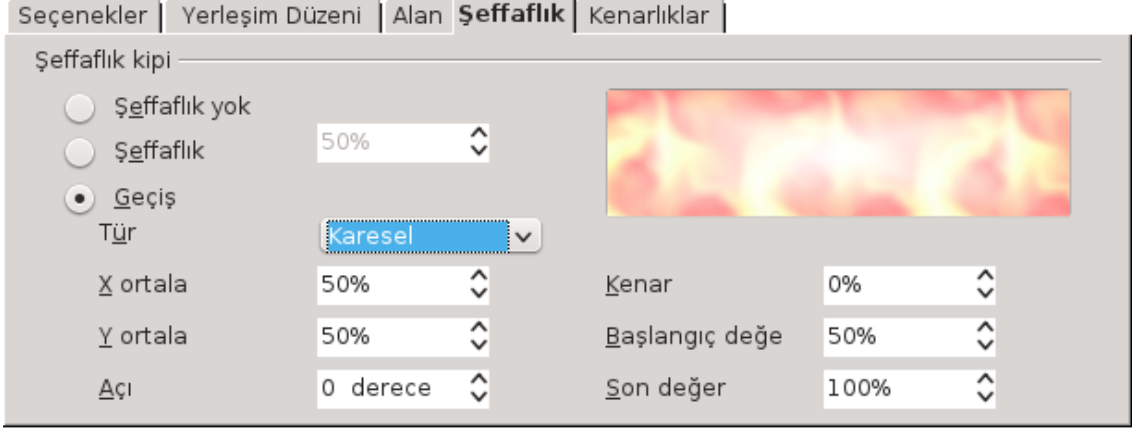 Seçenekler Yerleşim Düzeni Alan Şeffaflık Kenarlıklar
Şeffaflık kipi
Şeffaflık yok
Şeffaflık 50%
Geçiş
Tür Karesel
X ortala 50% Kenar 0%
Y ortala 50% Başlangıç değe 50%
Açı 0 derece Son değer 100%